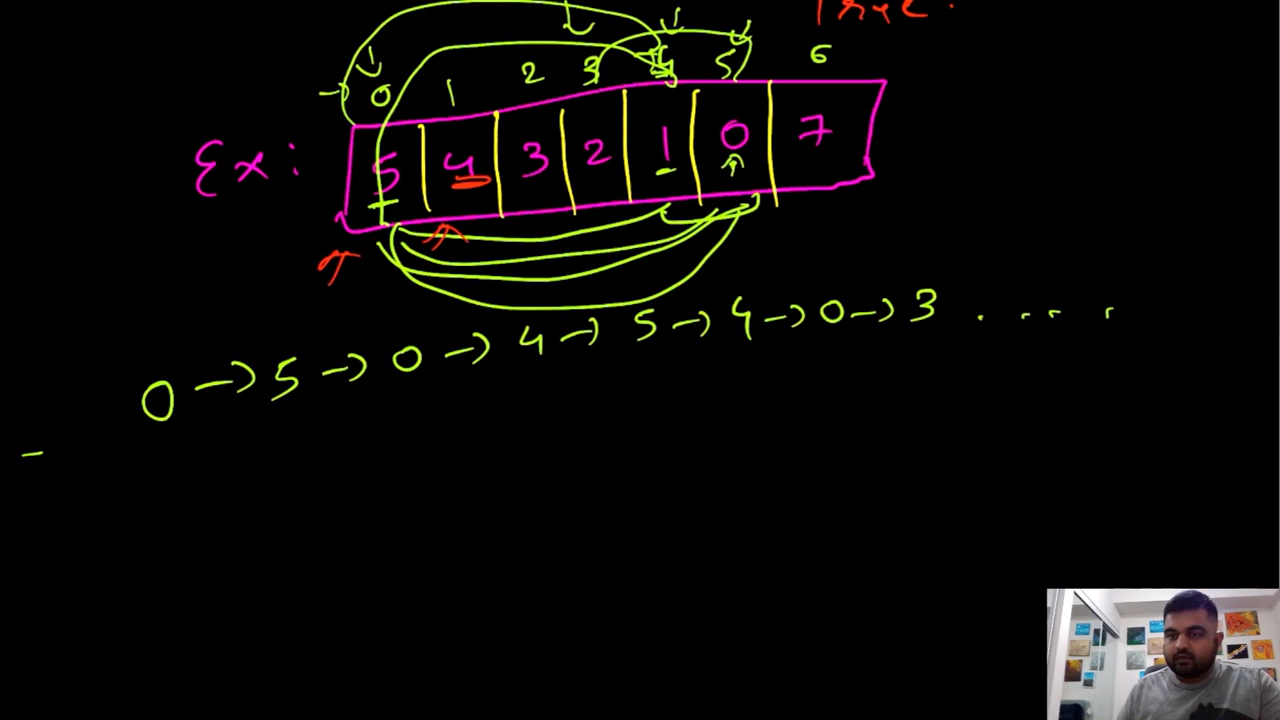 0 1 2 3 5 6
Ex: 5 4 3 2 1 0 7
0 -> 5 -> 0 -> 4 -> 5 -> 4 -> 0 -> 3 . . . . .
-